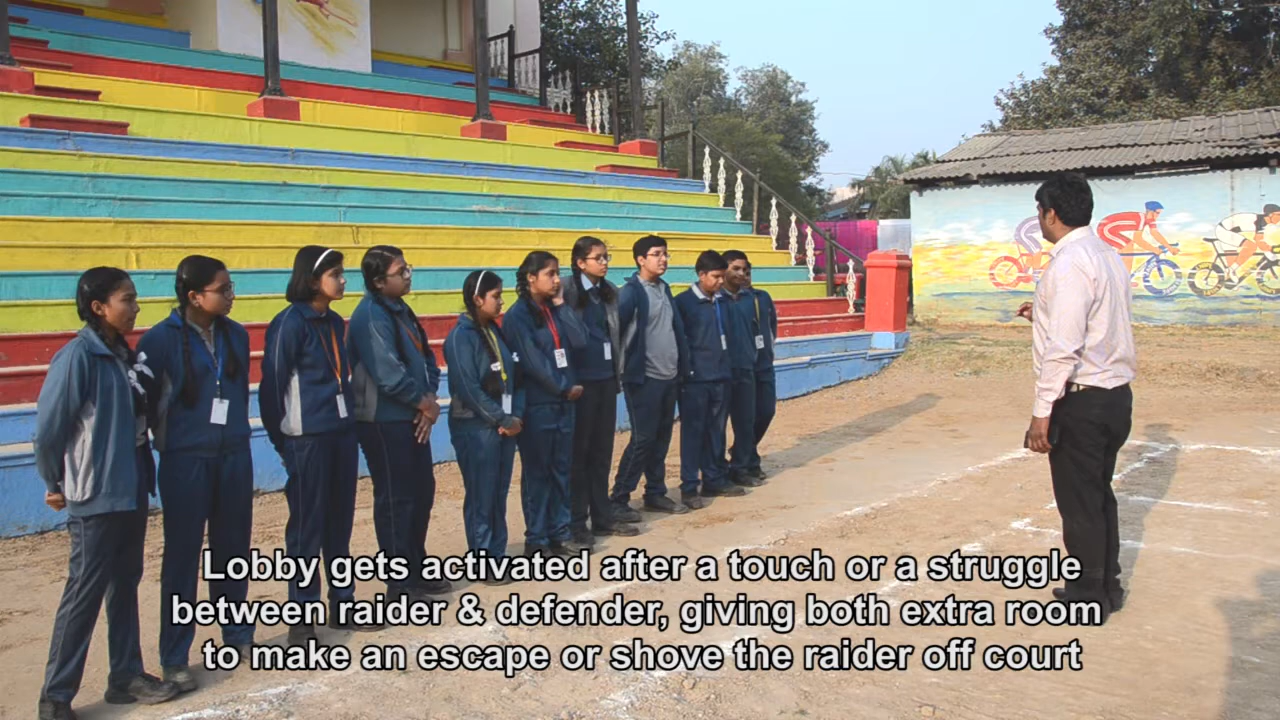 Lobby gets activated after a touch or a struggle
between raider & defender, giving both extra room
to make an escape or shove the raider off court